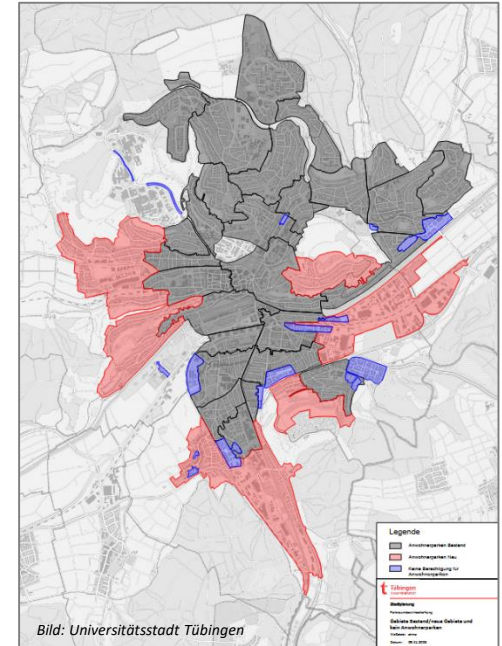 Legende
Anwohnerparken Bestand
Anwohnerparken Neu
Keine Berechtigung für
Anwohnerparken
t Tübingen
Universitätsstadt
Stadtplanung
Gebiete Bestand/neue Gebiete und
kein Anwohnerparken
Bild: Universitätsstadt Tübingen